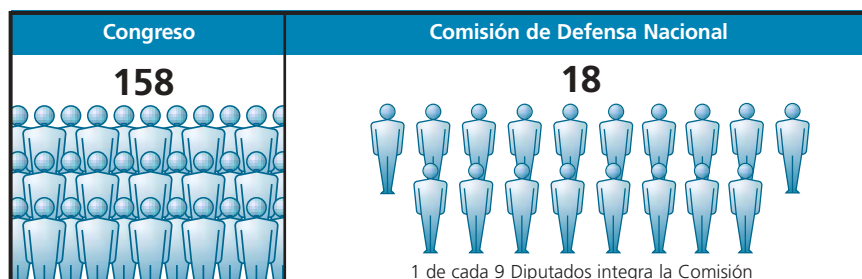 Congreso
Comisión de Defensa Nacional
158
18
1 de cada 9 Diputados integra la Comisión